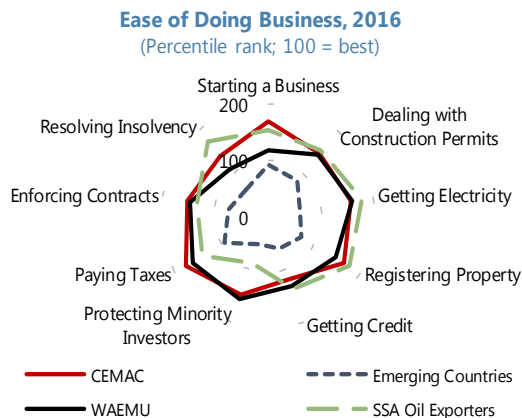 Ease of Doing Business, 2016
(Percentile rank; 100 = best)
Starting a Business
200
Dealing with
Construction Permits
Resolving Insolvency
100
Enforcing Contracts
Getting Electricity
0
Paying Taxes
Registering Property
Protecting Minority
Investors
Getting Credit
CEMAC
Emerging Countries
WAEMU
SSA Oil Exporters